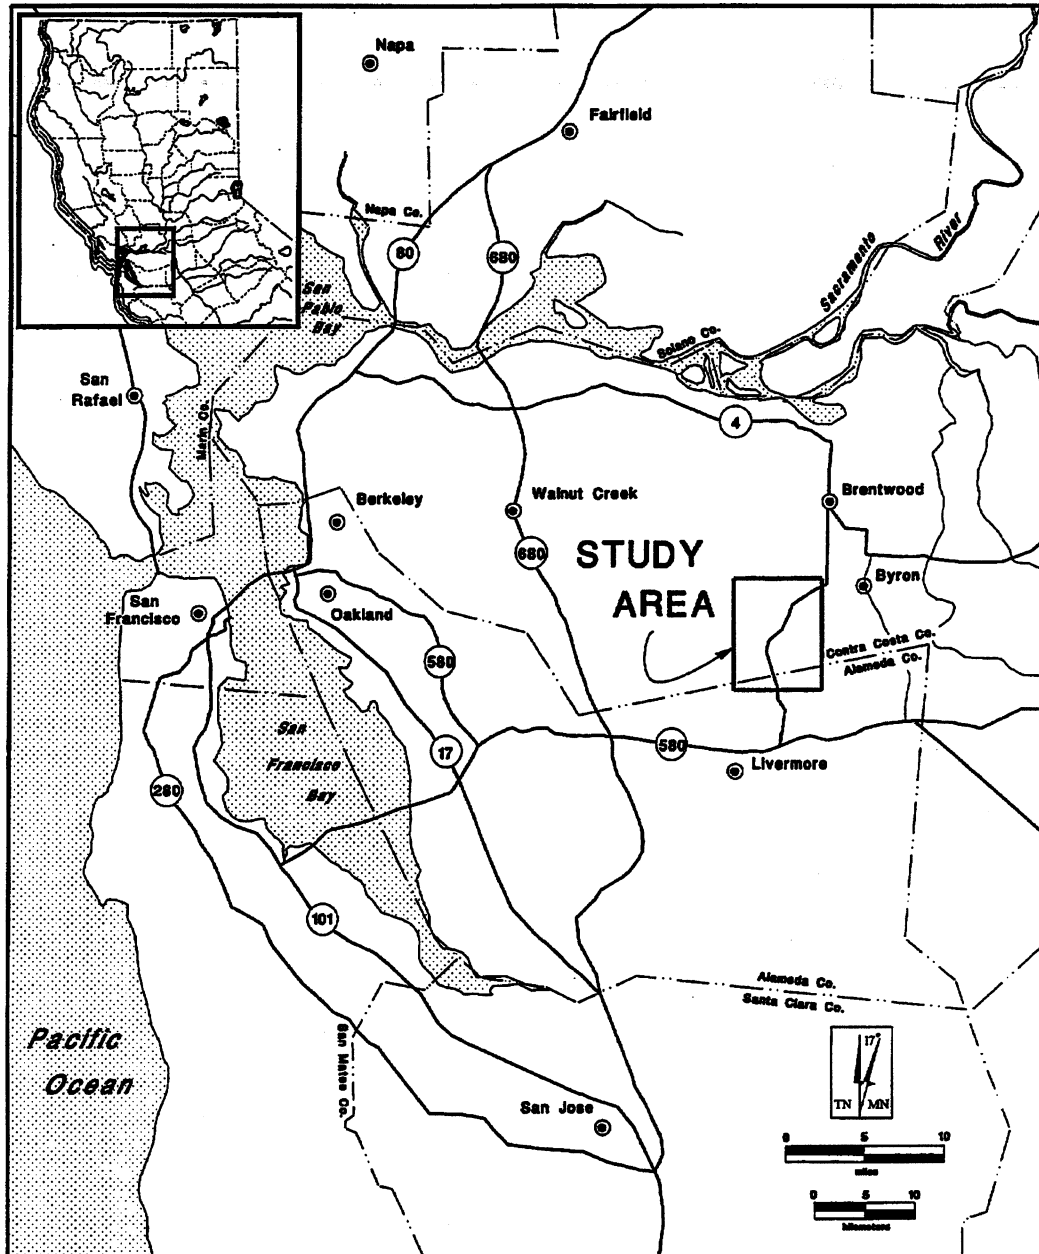 Napa
Fairfield
Napa Co.
80
680
Sacramento
River
San
Pablo
Bay
Solano Co.
San
Rafael
Marin Co.
4
Berkeley
Walnut Creek
Brentwood
680
STUDY
AREA
Byron
San
Francisco
Oakland
580
Contra Costa Co.
Alameda Co.
San
Francisco
Bay
17
580
Livermore
280
101
Alameda Co.
Santa Clara Co.
Pacific
Ocean
San Mateo Co.
17°
TN MN
San Jose
0 5 10
miles
0 5 10
kilometers